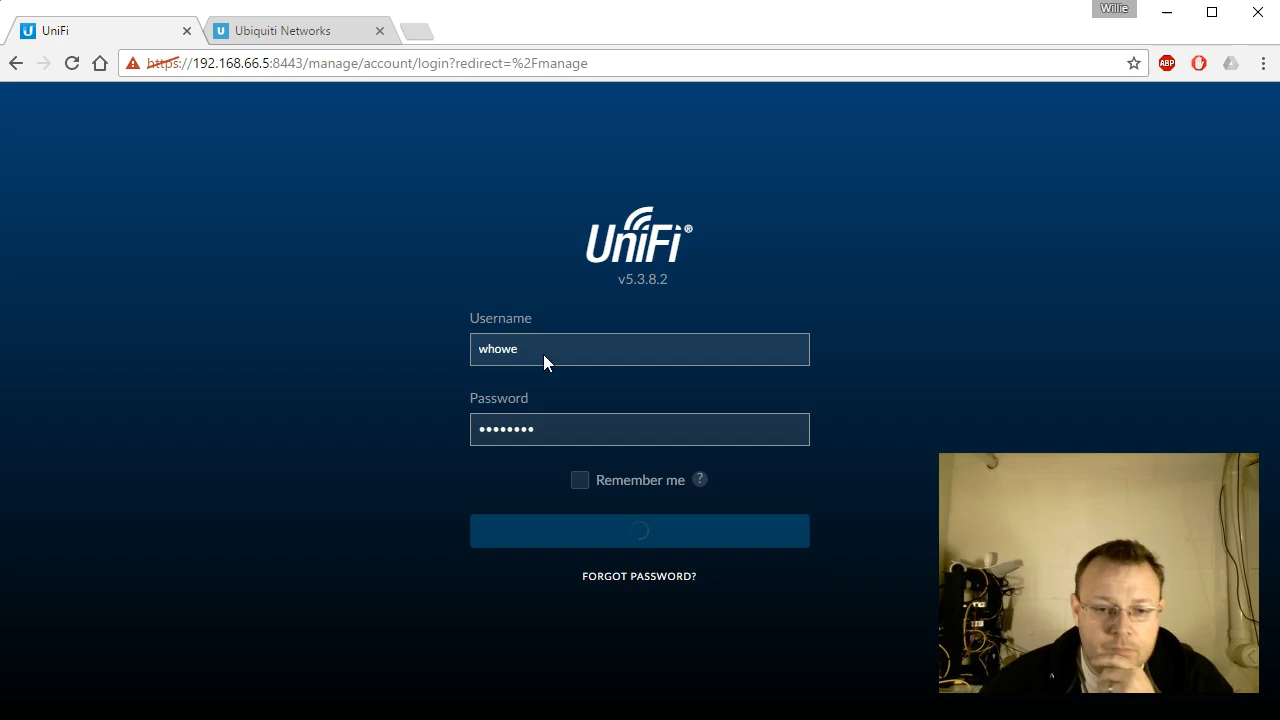 Willie
UniFi
Ubiquiti Networks
https://192.168.66.5:8443/manage/account/login?redirect=%2Fmanage
ABP
UniFi®
v5.3.8.2
Username
whowe
Password
••••••••
Remember me ?
FORGOT PASSWORD?